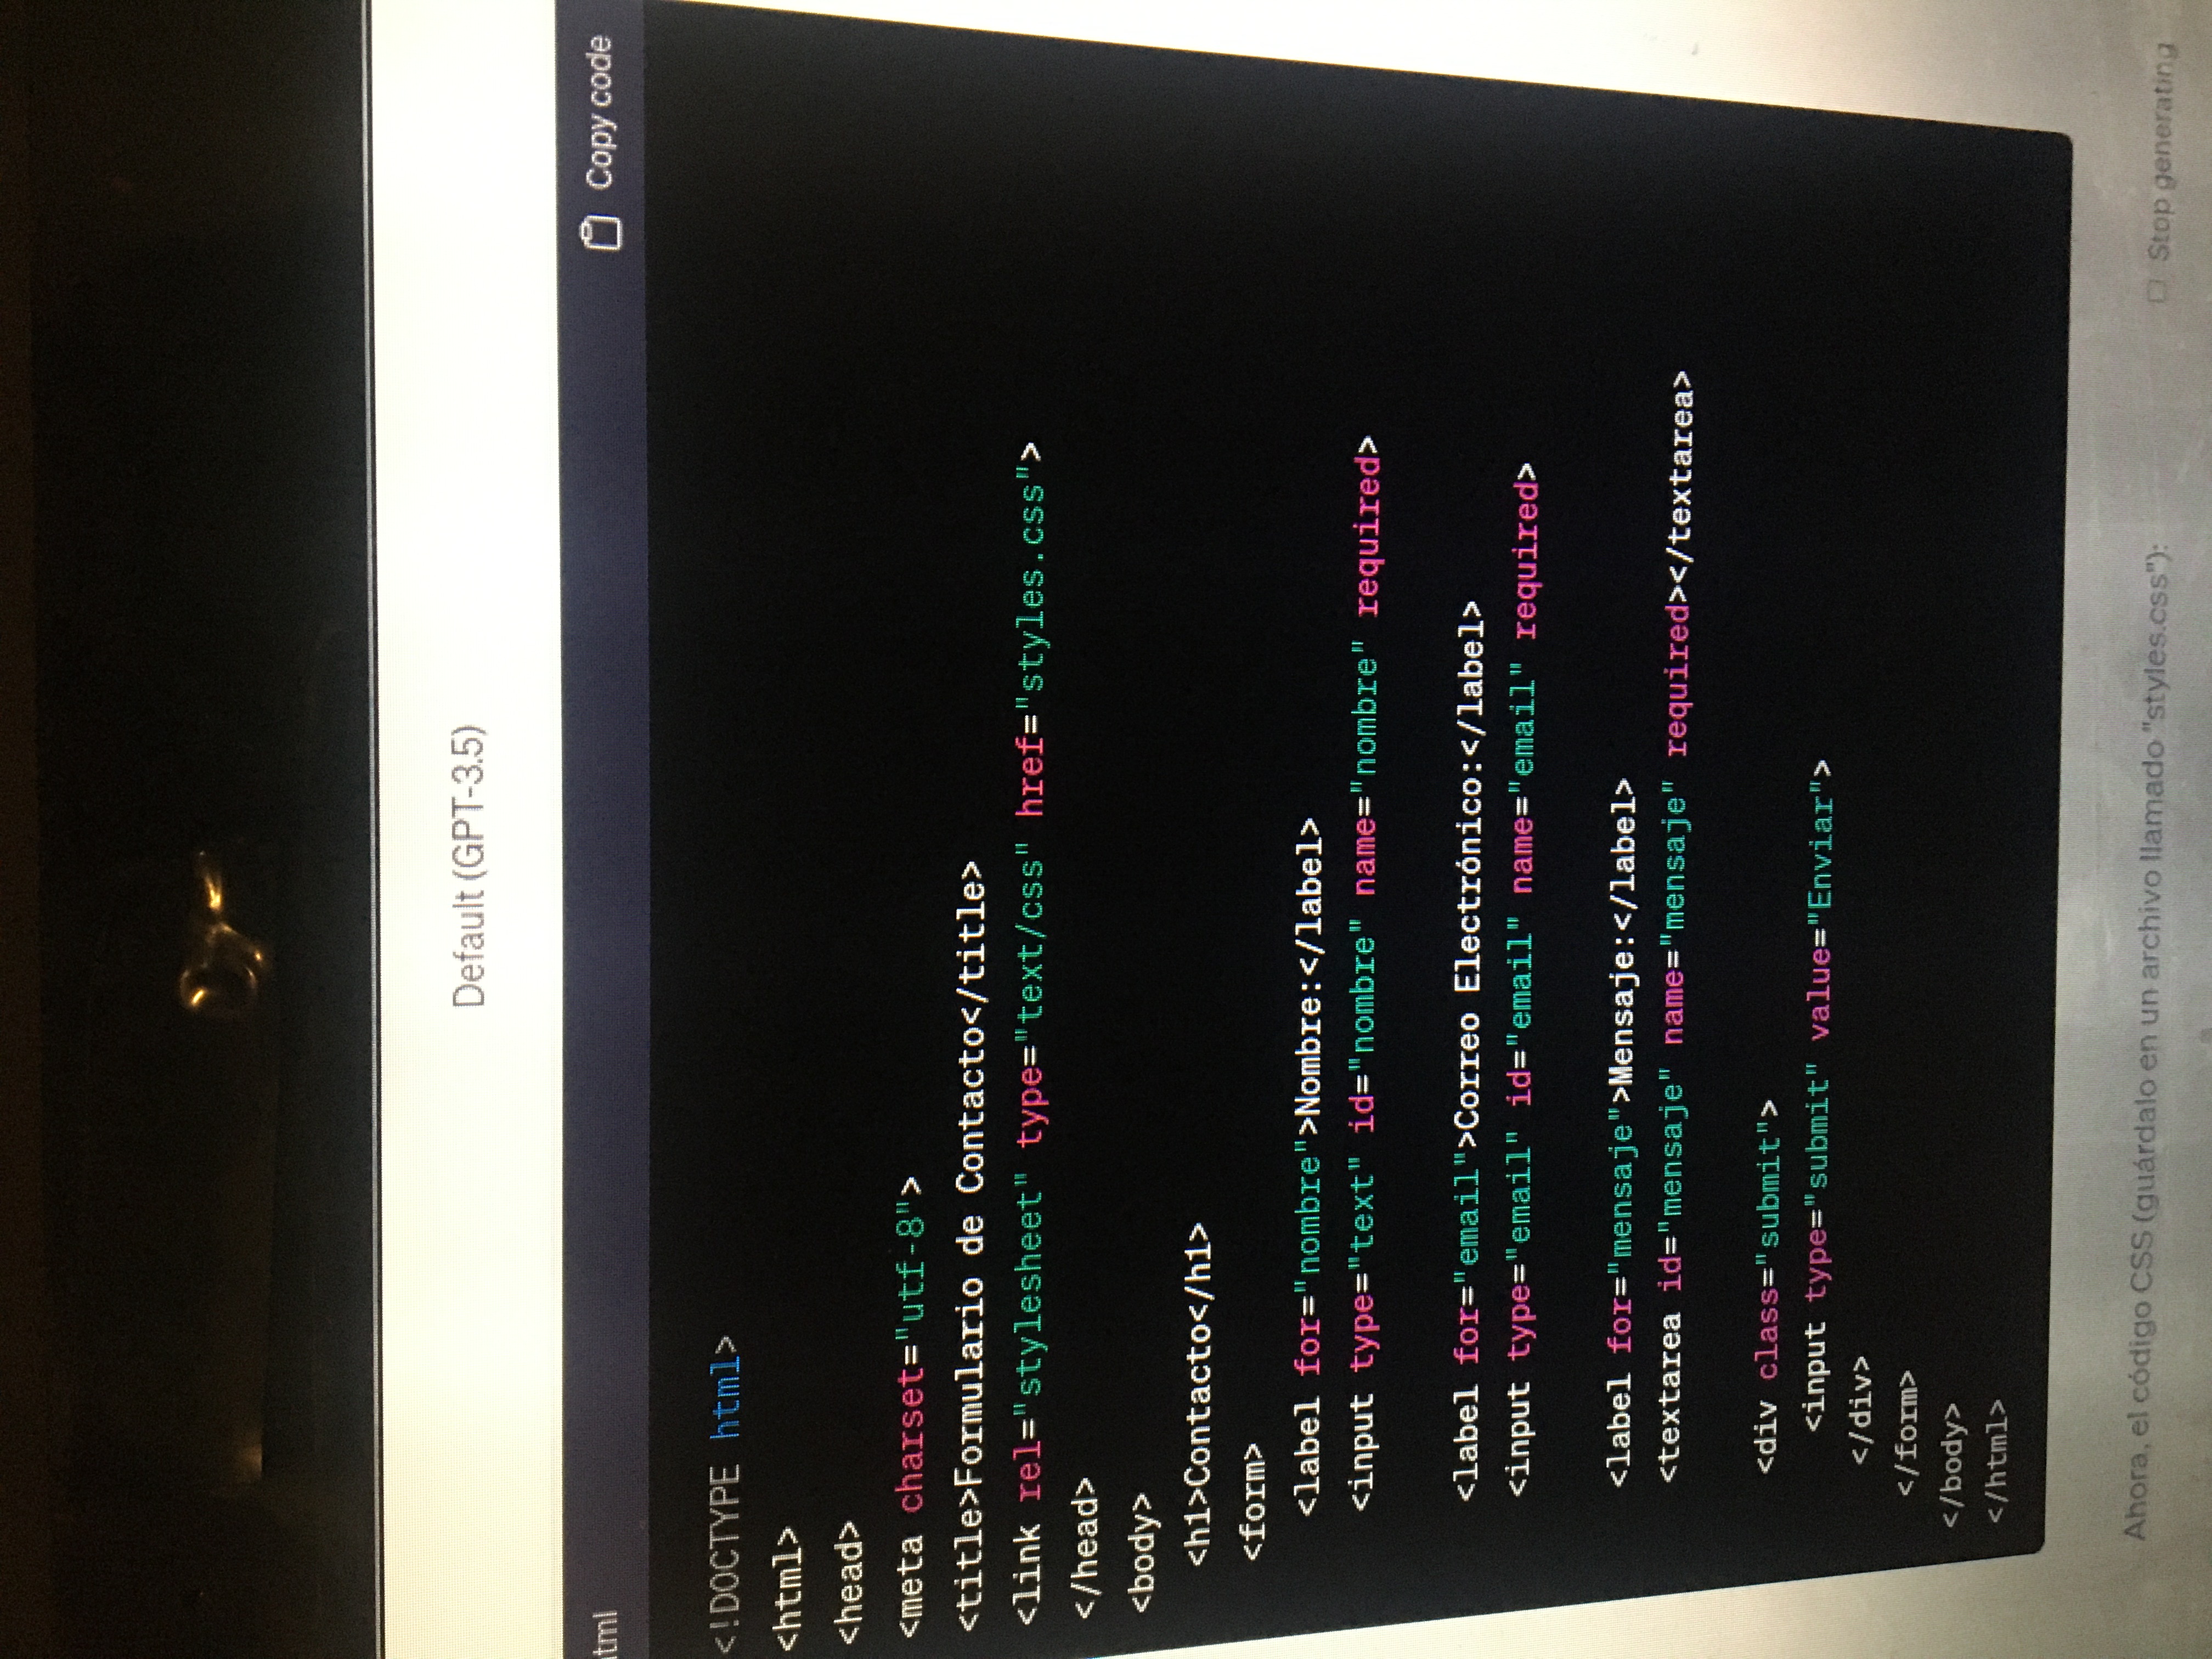 Default (GPT-3.5)
tml
Copy code
<!DOCTYPE html>
<html>
<head>
<meta charset="utf-8">
<title>Formulario de Contacto</title>
<link rel="stylesheet" type="text/css" href="styles.css">
</head>
<body>
<h1>Contacto</h1>
<form>
<label for="nombre">Nombre:</label>
<input type="text" id="nombre" name="nombre" required>
<label for="email">Correo Electrónico:</label>
<input type="email" id="email" name="email" required>
<label for="mensaje">Mensaje:</label>
<textarea id="mensaje" name="mensaje" required></textarea>
<div class="submit">
<input type="submit" value="Enviar">
</div>
</form>
</body>
</html>
Ahora, el código CSS (guárdalo en un archivo llamado "styles.css"):
Stop generating